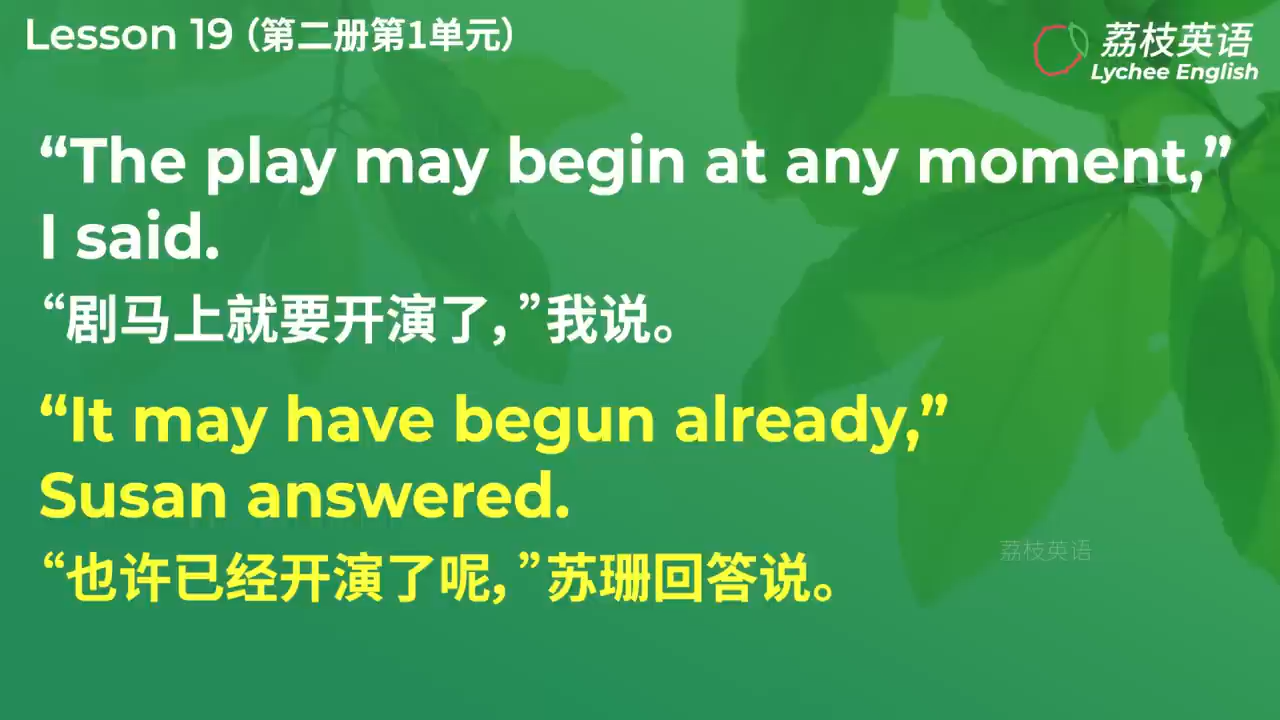 Lesson 19（第二册第1单元）
荔枝英语
Lychee English
“The play may begin at any moment,”
I said.
“剧马上就要开演了，”我说。
“It may have begun already,”
Susan answered.
“也许已经开演了呢，”苏珊回答说。
荔枝英语